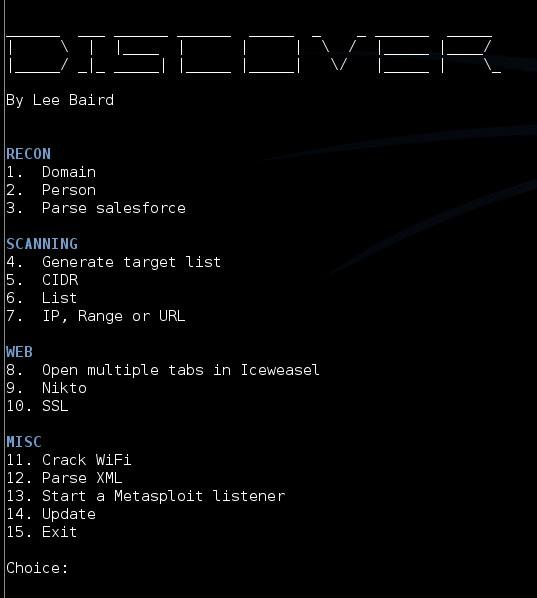 DISCOVER
By Lee Baird
RECON
1. Domain
2. Person
3. Parse salesforce
SCANNING
4. Generate target list
5. CIDR
6. List
7. IP, Range or URL
WEB
8. Open multiple tabs in Iceweasel
9. Nikto
10. SSL
MISC
11. Crack WiFi
12. Parse XML
13. Start a Metasploit listener
14. Update
15. Exit
Choice: